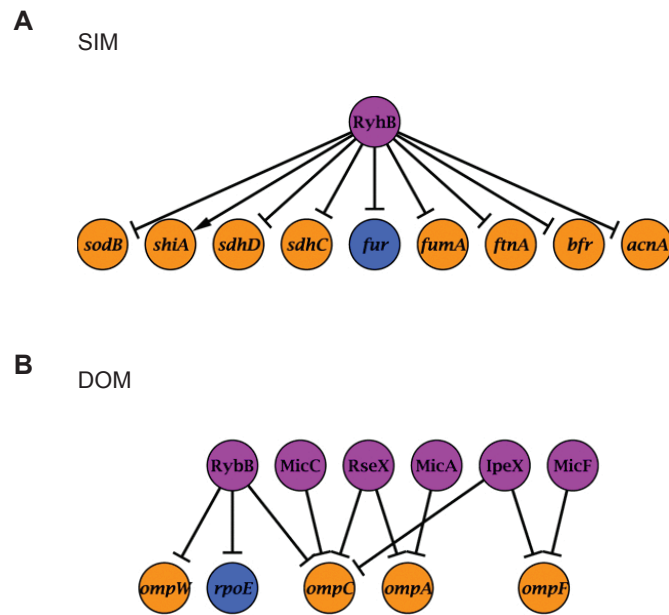 A
SIM
RyhB
sodB shiA sdhD sdhC fur fumA ftnA bfr acnA
B
DOM
RybB MicC RseX MicA IpeX MicF
ompW rpoE ompC ompA ompF